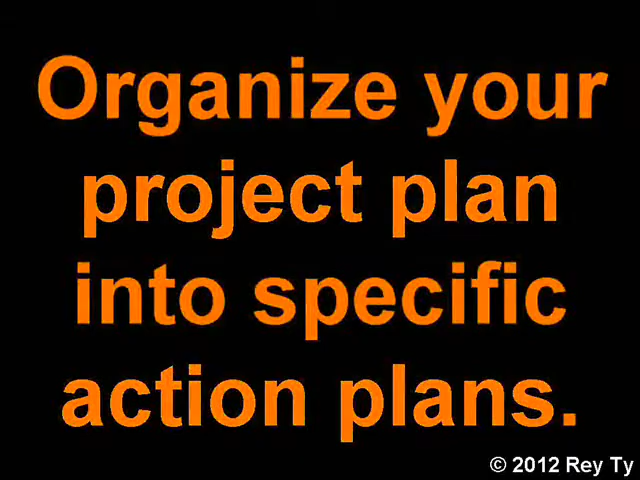 Organize your
project plan
into specific
action plans.
© 2012 Rey Ty